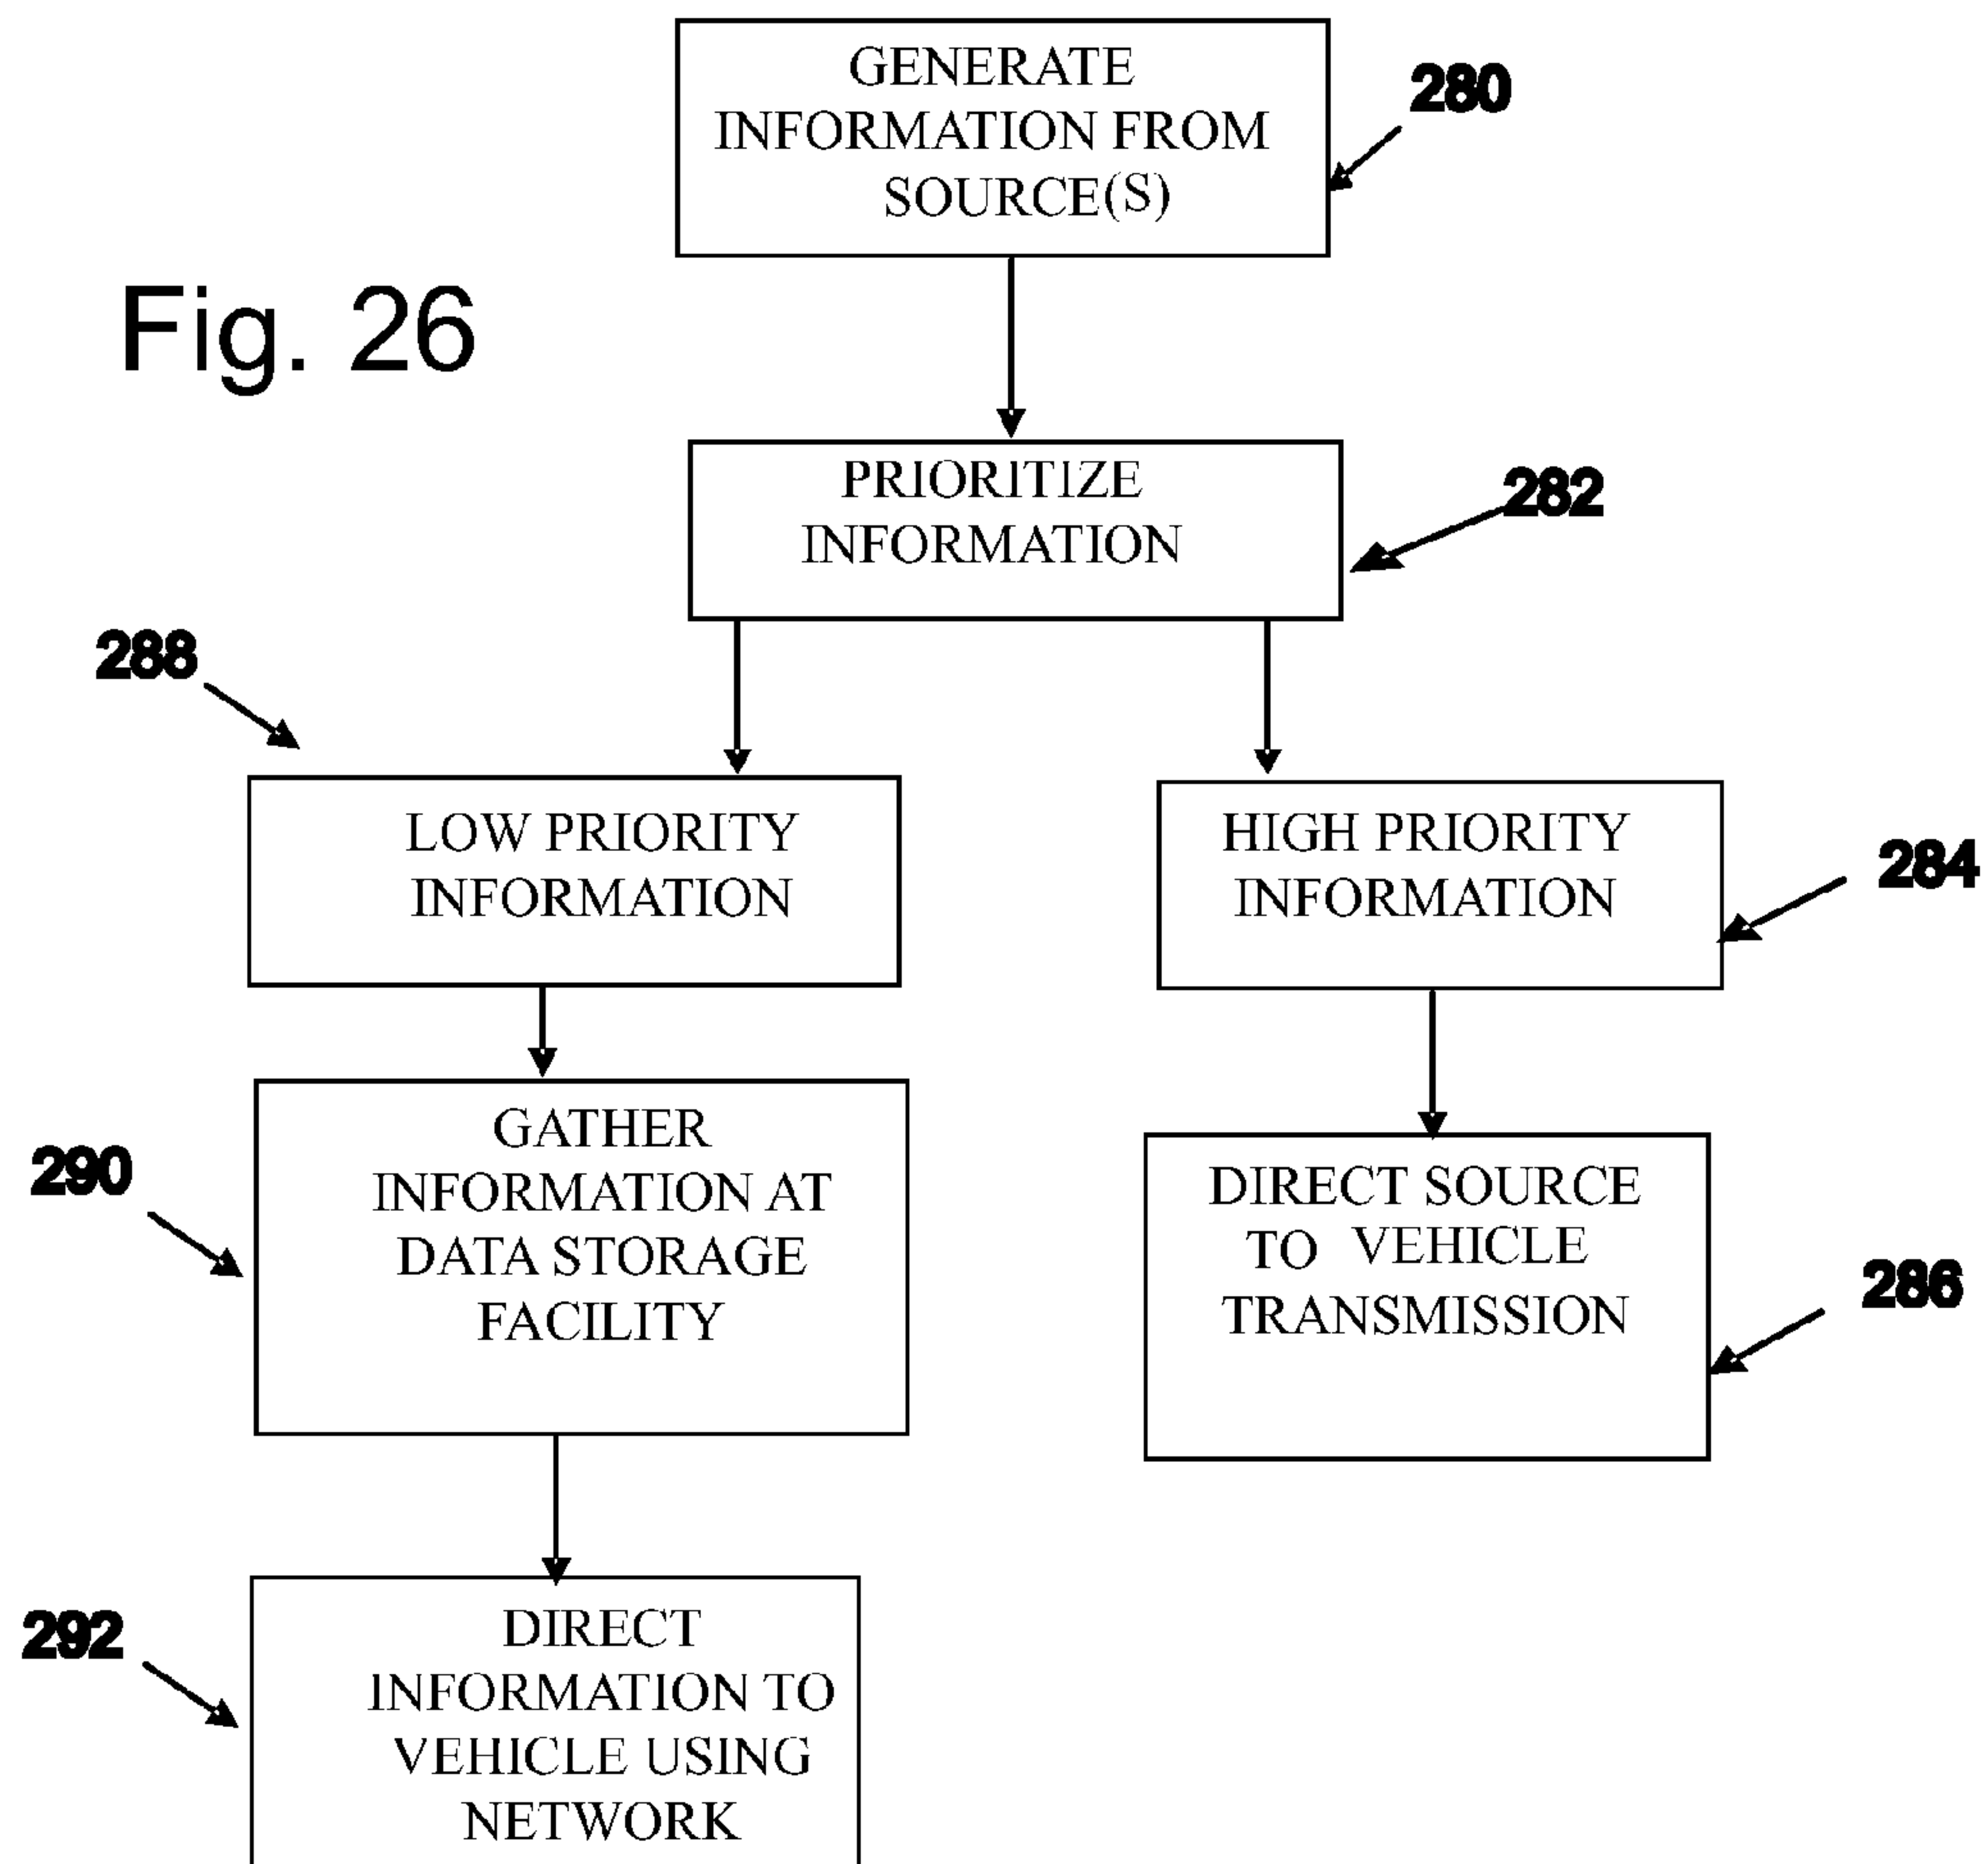 GENERATE
INFORMATION FROM
SOURCE(S)
280
Fig. 26
PRIORITIZE
INFORMATION
282
288
LOW PRIORITY
INFORMATION
HIGH PRIORITY
INFORMATION
284
290
GATHER
INFORMATION AT
DATA STORAGE
FACILITY
DIRECT SOURCE
TO VEHICLE
TRANSMISSION
286
292
DIRECT
INFORMATION TO
VEHICLE USING
NETWORK